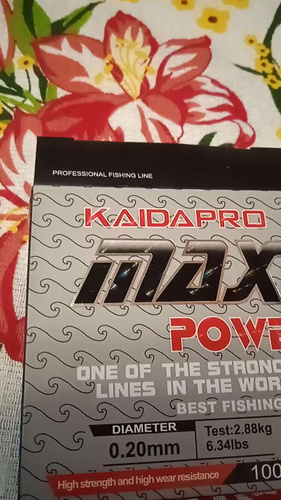 PROFESSIONAL FISHING LINE
KAIDAPRO
MAX
POWE
ONE OF THE STRONG
LINES IN THE WOR
BEST FISHING
DIAMETER
0.20mm
Test:2.88kg
6.34lbs
High strength and high wear resistance
100